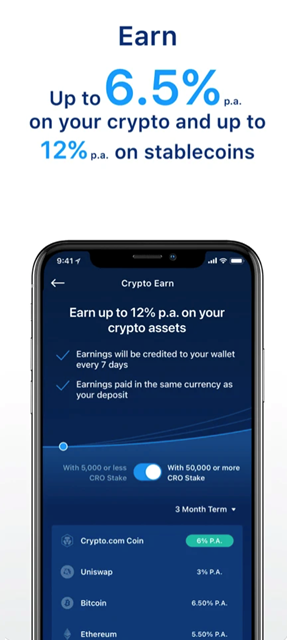 Earn
Up to 6.5% p.a.
on your crypto and up to
12% p.a. on stablecoins
9:41
Crypto Earn
Earn up to 12% p.a. on your
crypto assets
Earnings will be credited to your wallet
every 7 days
Earnings paid in the same currency as
your deposit
With 5,000 or less
CRO Stake
With 50,000 or more
CRO Stake
3 Month Term
Crypto.com Coin 6% P.A.
Uniswap 3% P.A.
Bitcoin 6.50% P.A.
Ethereum 5.50% P.A.